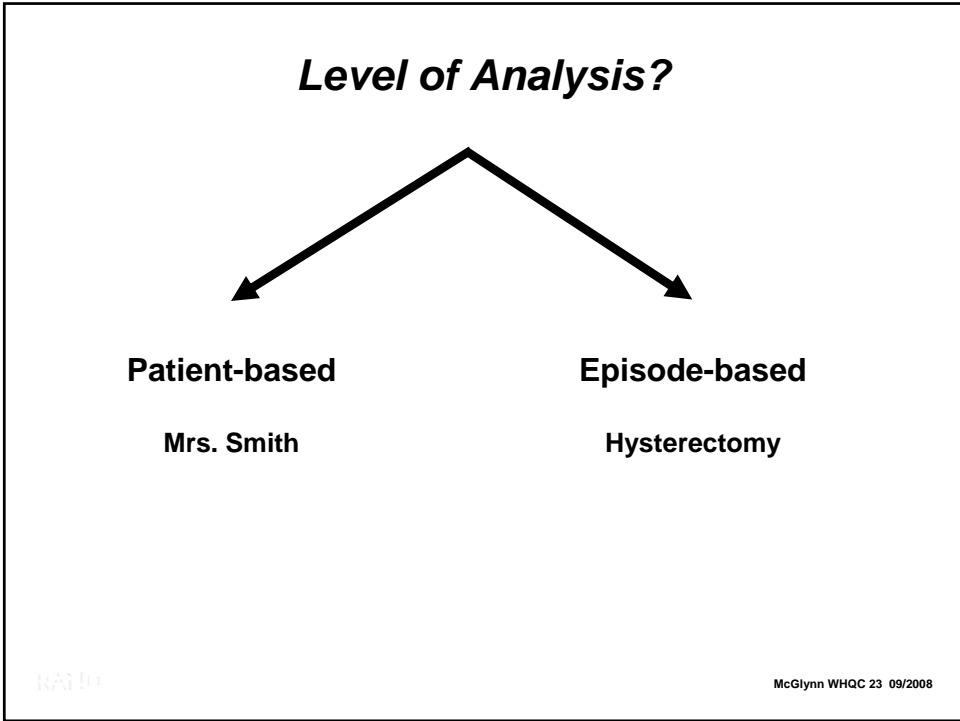 Level of Analysis?
Patient-based
Episode-based
Mrs. Smith
Hysterectomy
McGlynn WHQC 23 09/2008